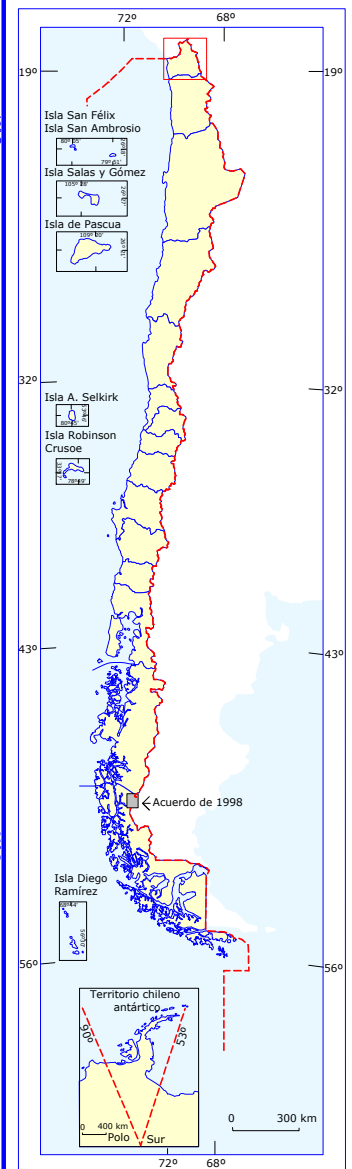 72º 68º
19º 19º
Isla San Félix
Isla San Ambrosio
Isla Salas y Gómez
Isla de Pascua
32º 32º
Isla A. Selkirk
Isla Robinson
Crusoe
43º 43º
Acuerdo de 1998
Isla Diego
Ramírez
56º 56º
Territorio chileno
antártico
90º 53º
0 400 km
Polo Sur
0 300 km
72º 68º